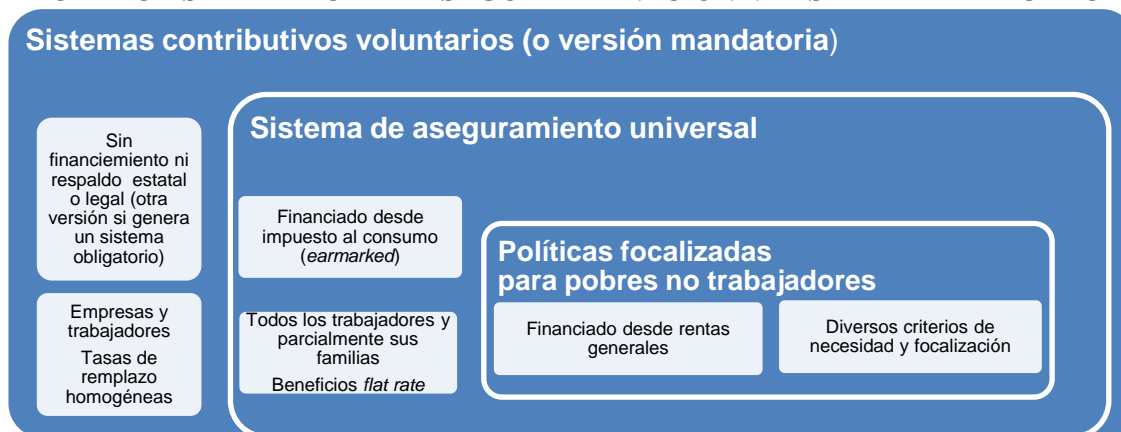 Sistemas contributivos voluntarios (o versión mandatoria)
Sin
financiemiento ni
respaldo estatal
o legal (otra
versión si genera
un sistema
obligatorio)
Empresas y
trabajadores
Tasas de
remplazo
homogéneas
Sistema de aseguramiento universal
Financiado desde
impuesto al consumo
(earmarked)
Todos los trabajadores y
parcialmente sus
familias
Beneficios flat rate
Políticas focalizadas
para pobres no trabajadores
Financiado desde rentas
generales
Diversos criterios de
necesidad y focalización